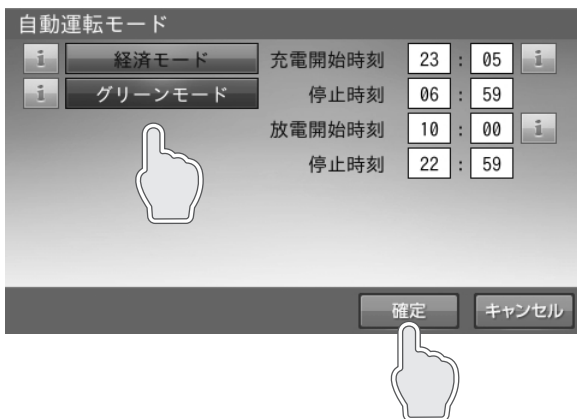 自動運転モード
i 経済モード 充電開始時刻 23 : 05 i
i グリーンモード 停止時刻 06 : 59
放電開始時刻 10 : 00 i
停止時刻 22 : 59
確定 キャンセル